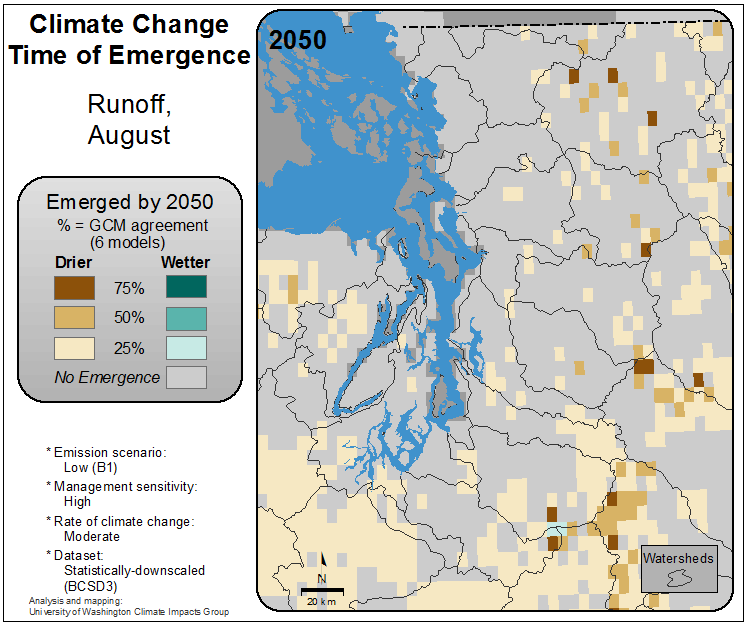 Climate Change
Time of Emergence
Runoff,
August
Emerged by 2050
% = GCM agreement
(6 models)
Drier Wetter
75%
50%
25%
No Emergence
* Emission scenario:
Low (B1)
* Management sensitivity:
High
* Rate of climate change:
Moderate
* Dataset:
Statistically-downscaled
(BCSD3)
Analysis and mapping:
University of Washington Climate Impacts Group
2050
N
20 km
Watersheds